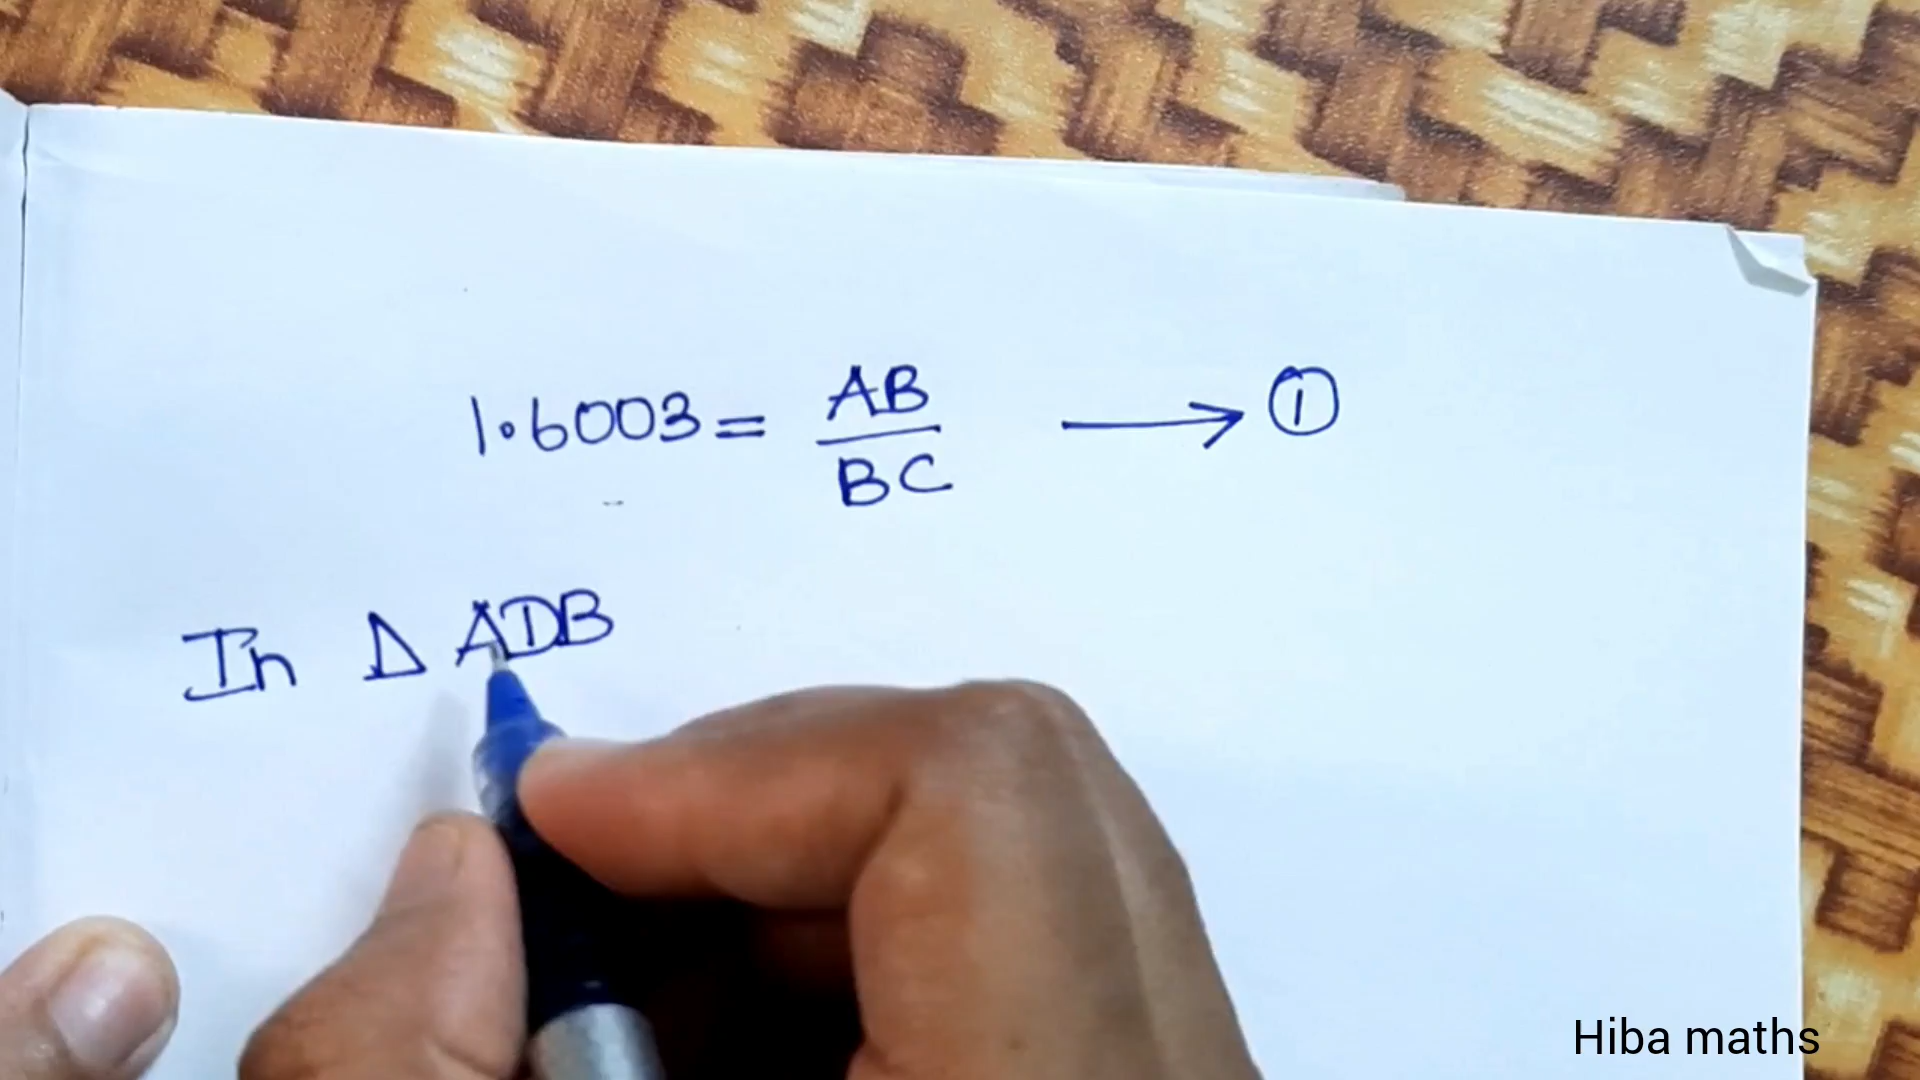 1.6003 = AB/BC ⟶ ①
In Δ ADB
Hiba maths